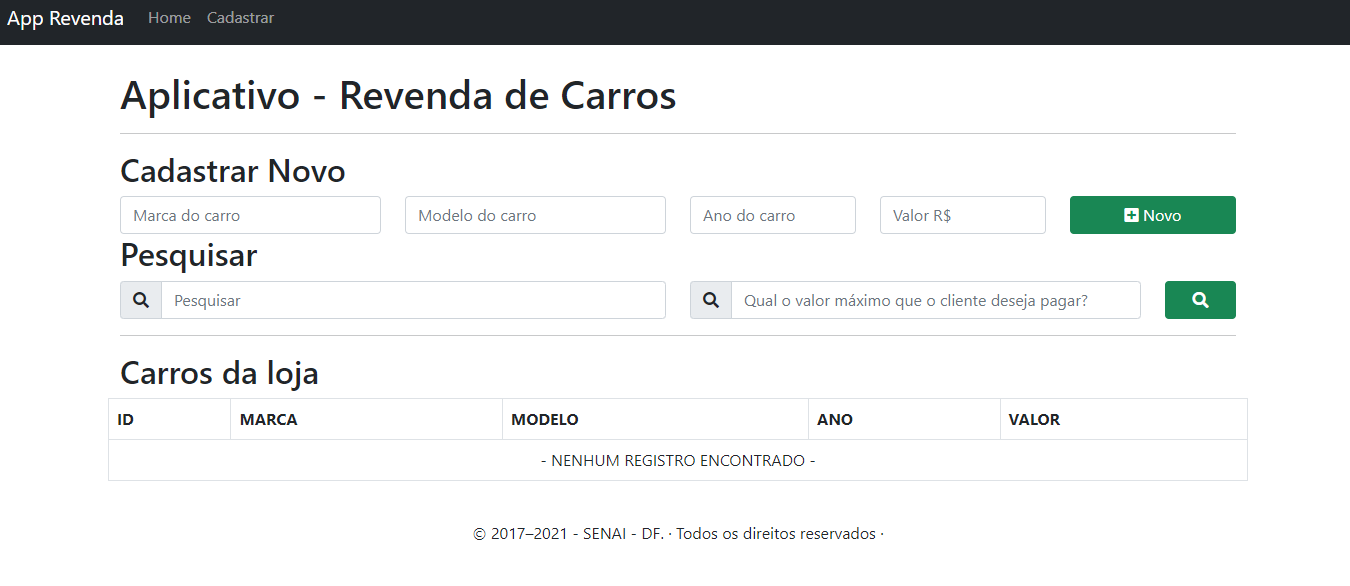 App Revenda Home Cadastrar
Aplicativo - Revenda de Carros
Cadastrar Novo
Marca do carro Modelo do carro Ano do carro Valor R$ Novo
Pesquisar
Pesquisar Qual o valor máximo que o cliente deseja pagar?
Carros da loja
ID MARCA MODELO ANO VALOR
- NENHUM REGISTRO ENCONTRADO -
© 2017–2021 - SENAI - DF. · Todos os direitos reservados ·